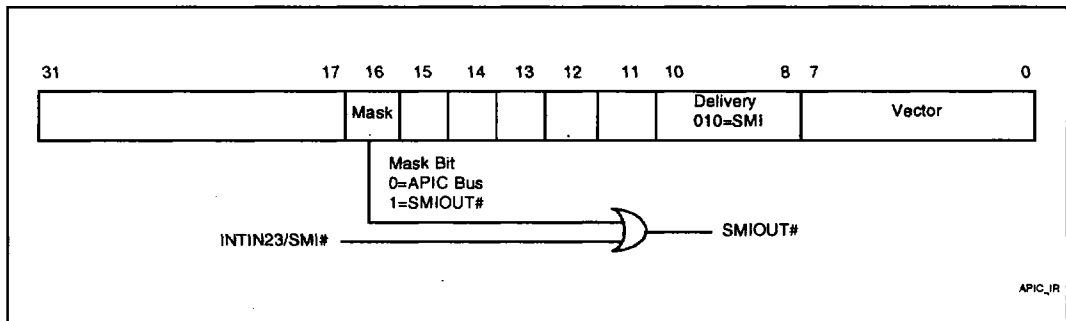 31 17 16 15 14 13 12 11 10 8 7 0
Mask Delivery Vector
010=SMI
Mask Bit
0=APIC Bus
1=SMIOUT#
INTIN23/SMI# SMIOUT#
APIC_IR